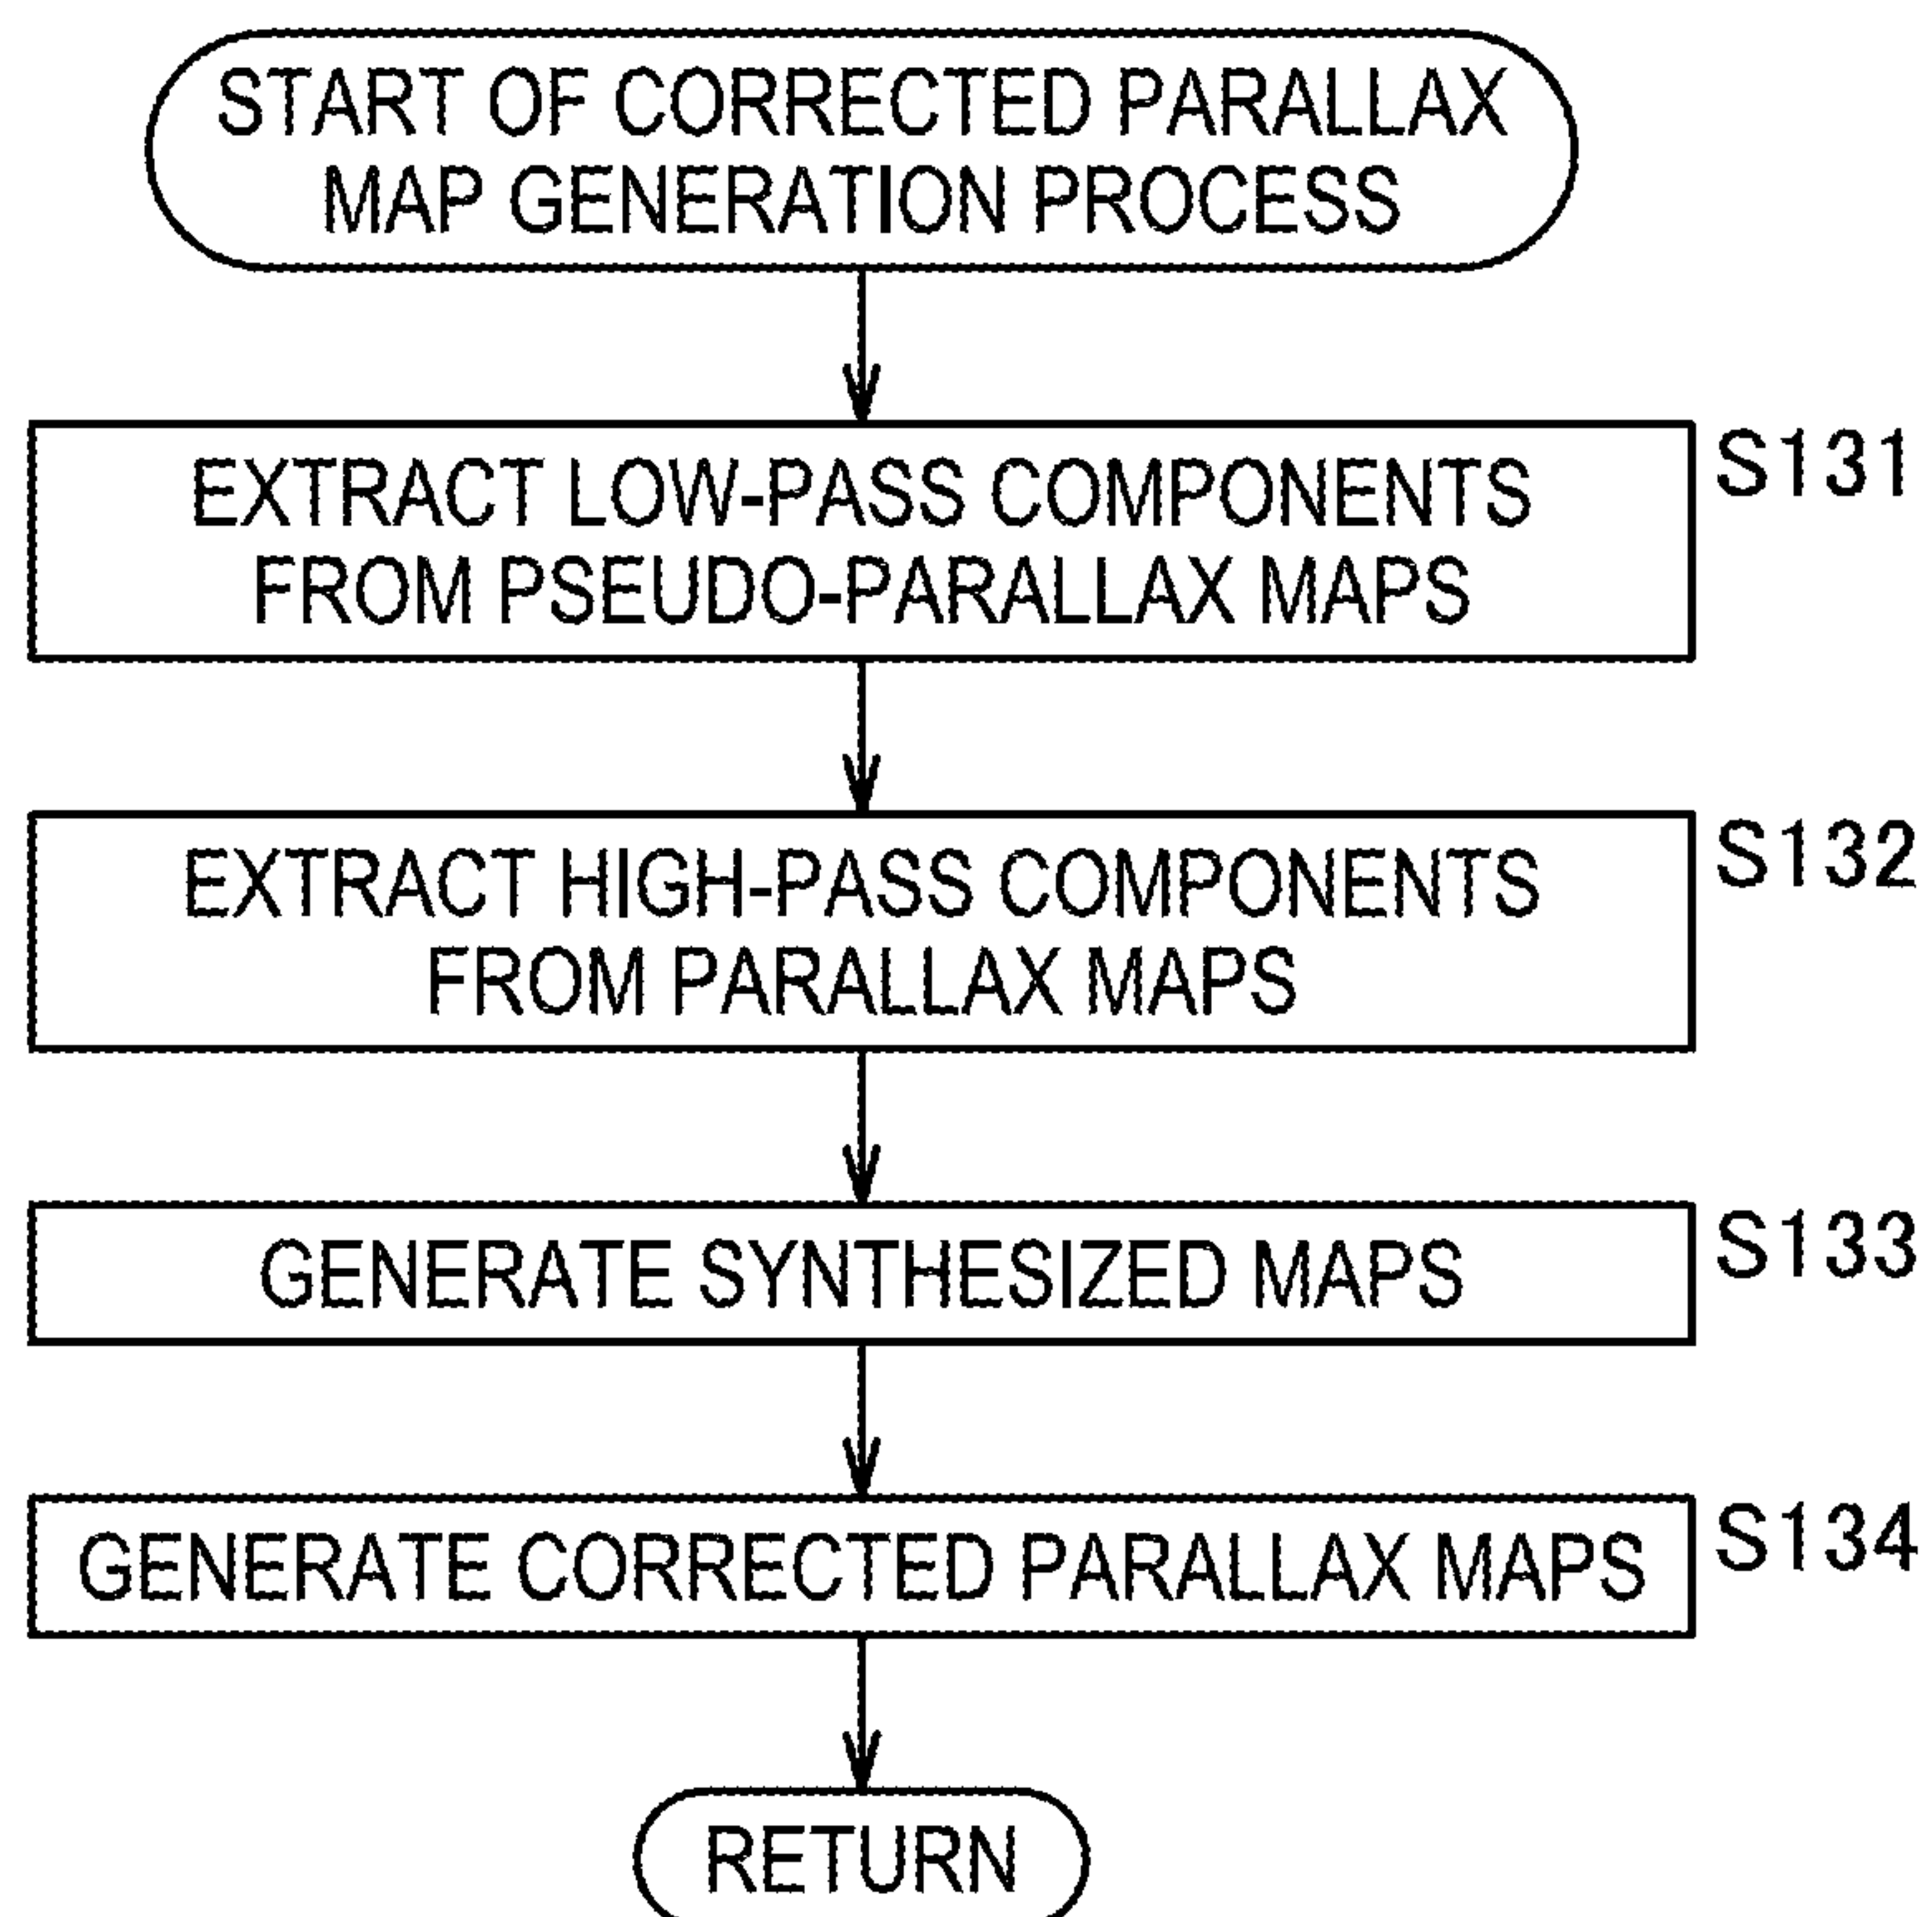 START OF CORRECTED PARALLAX
MAP GENERATION PROCESS
EXTRACT LOW-PASS COMPONENTS
FROM PSEUDO-PARALLAX MAPS
S131
EXTRACT HIGH-PASS COMPONENTS
FROM PARALLAX MAPS
S132
GENERATE SYNTHESIZED MAPS
S133
GENERATE CORRECTED PARALLAX MAPS
S134
RETURN